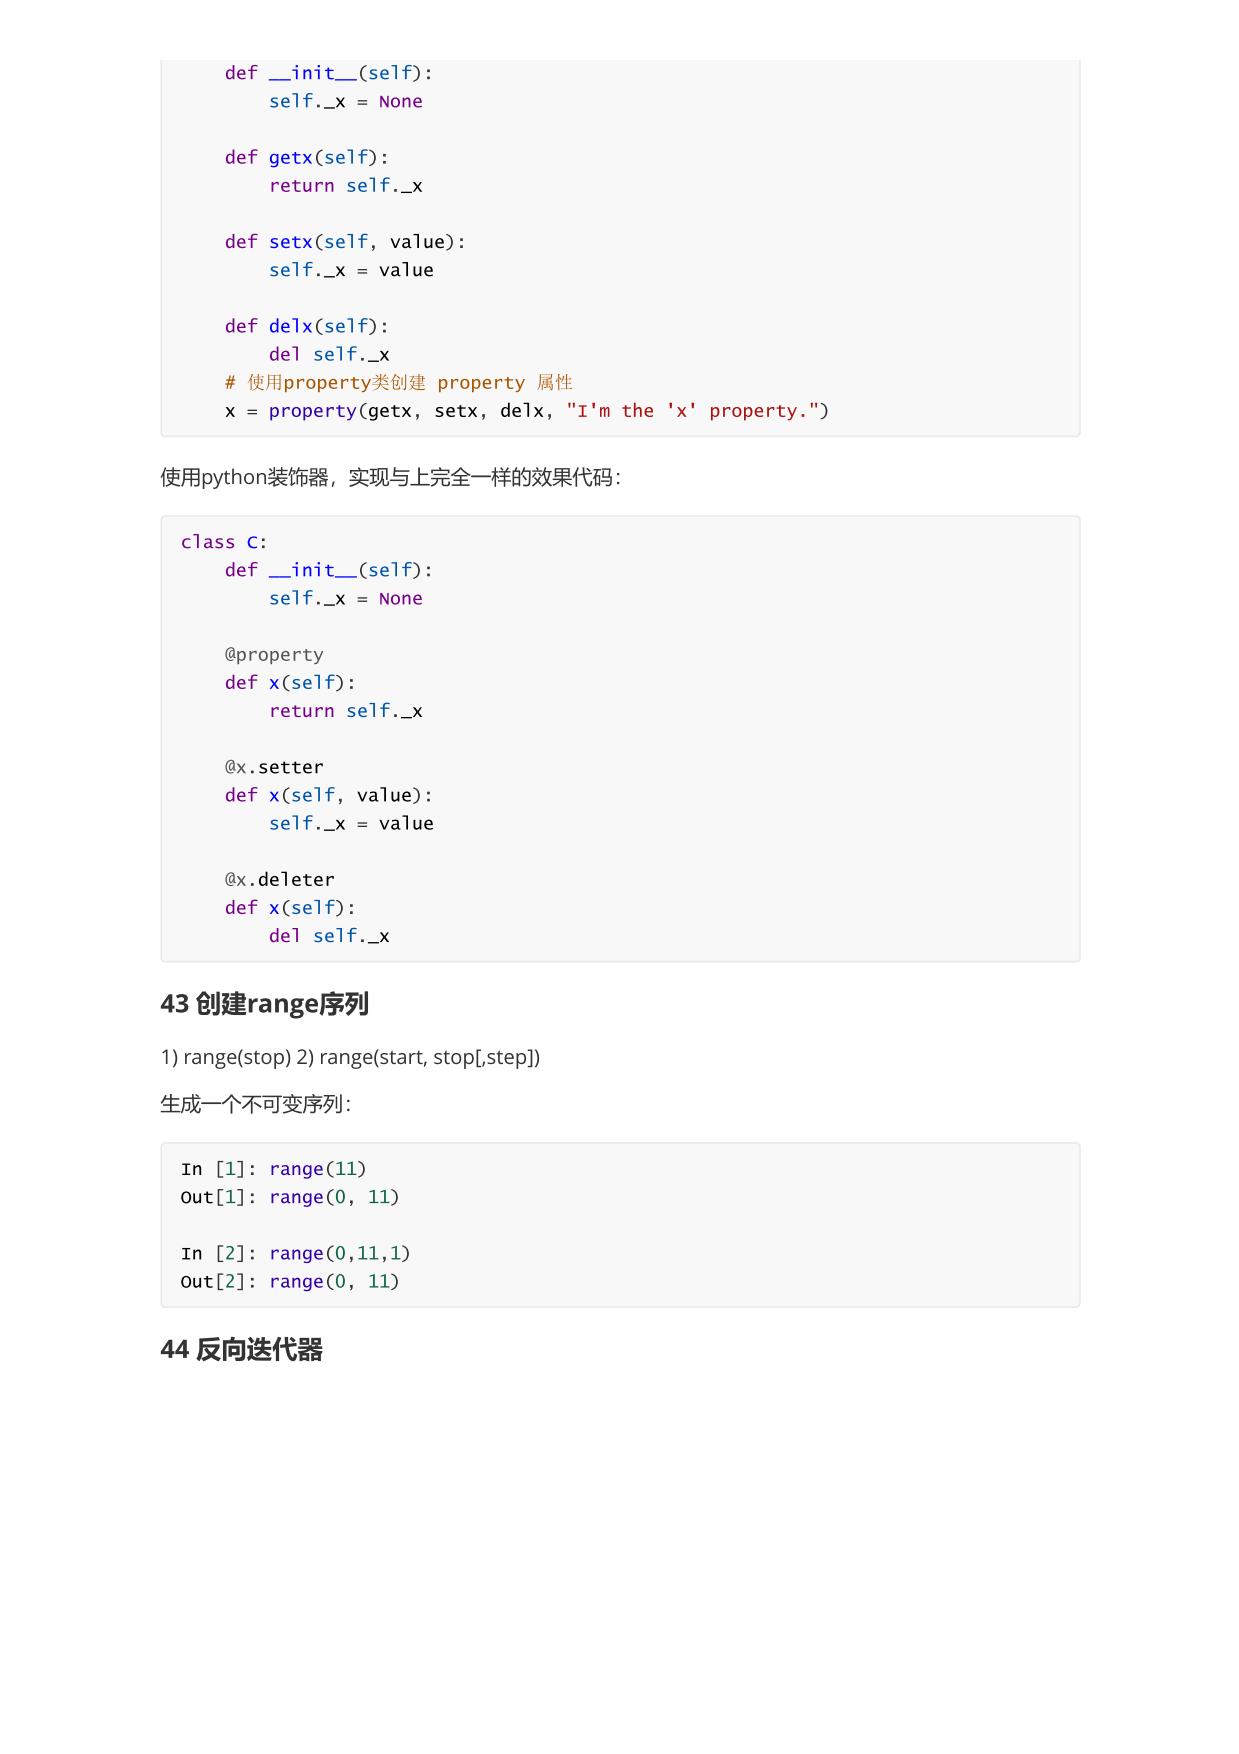 def __init__(self):
        self._x = None

    def getx(self):
        return self._x

    def setx(self, value):
        self._x = value

    def delx(self):
        del self._x
    # 使用property类创建 property 属性
    x = property(getx, setx, delx, "I'm the 'x' property.")
使用python装饰器，实现与上完全一样的效果代码：
class C:
    def __init__(self):
        self._x = None

    @property
    def x(self):
        return self._x

    @x.setter
    def x(self, value):
        self._x = value

    @x.deleter
    def x(self):
        del self._x
43 创建range序列
1) range(stop) 2) range(start, stop[,step])
生成一个不可变序列：
In [1]: range(11)
Out[1]: range(0, 11)

In [2]: range(0,11,1)
Out[2]: range(0, 11)
44 反向迭代器